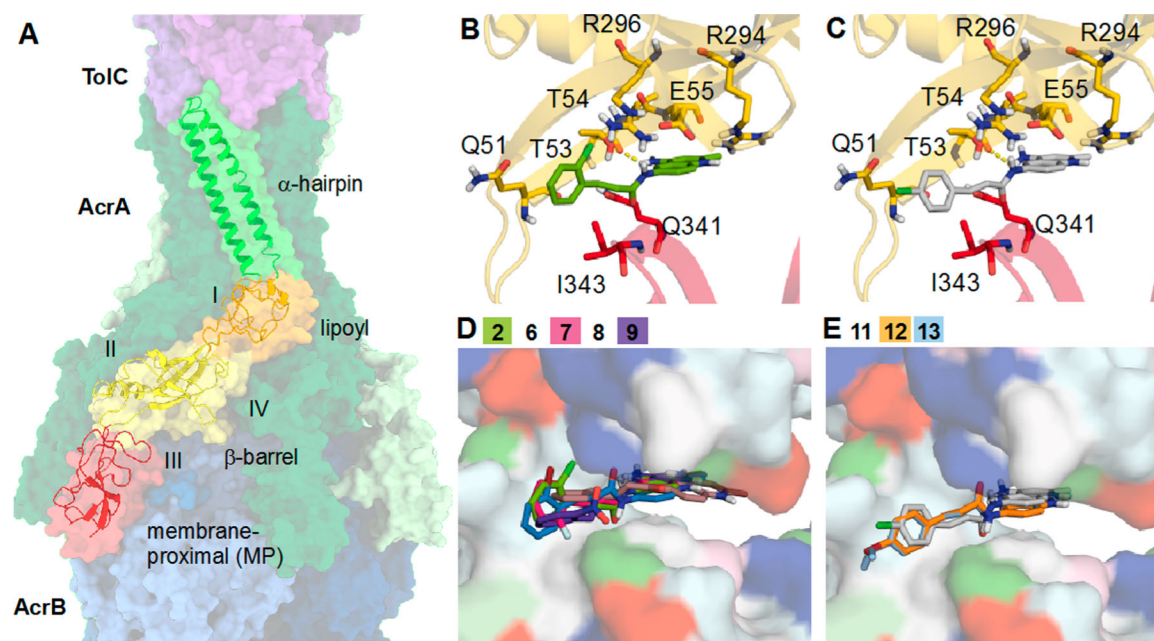 A
TolC
AcrA
α-hairpin
I
lipoyl
II
IV
III
β-barrel
membrane-
proximal (MP)
AcrB
B
R296
R294
T54
E55
Q51
T53
Q341
I343
C
R296
R294
T54
E55
Q51
T53
Q341
I343
D 2 6 7 8 9
E 11 12 13